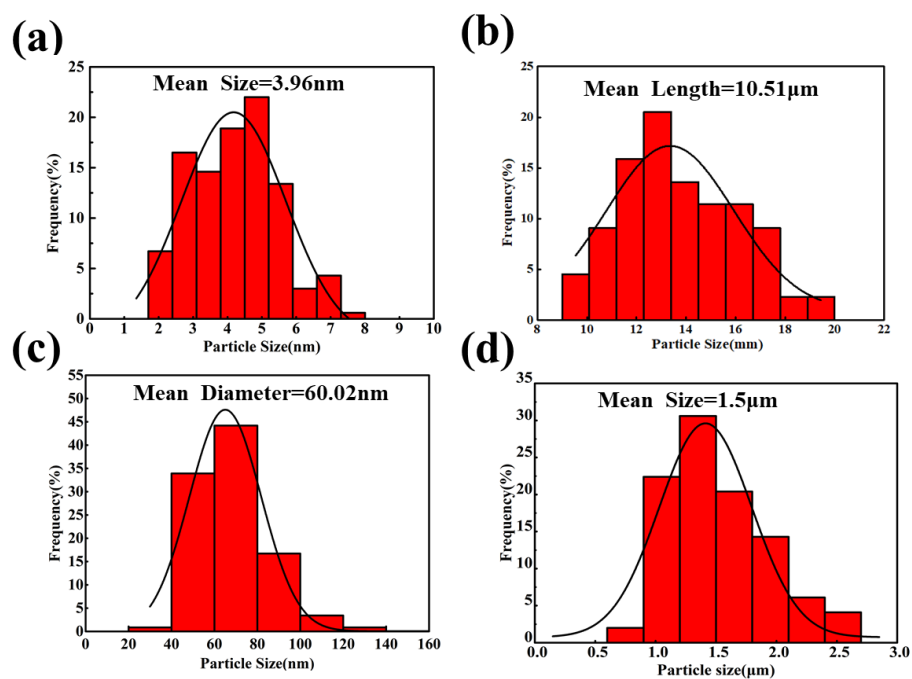 (a)
Mean Size=3.96nm
Frequency(%)
25
20
15
10
5
0
0 1 2 3 4 5 6 7 8 9 10
Particle Size(nm)
(b)
Mean Length=10.51μm
Frequency(%)
25
20
15
10
5
0
8 10 12 14 16 18 20 22
Particle Size(mm)
(c)
Mean Diameter=60.02nm
Frequency(%)
55
50
45
40
35
30
25
20
15
10
5
0
0 20 40 60 80 100 120 140 160
Particle Size(nm)
(d)
Mean Size=1.5μm
Frequency(%)
35
30
25
20
15
10
5
0
0.0 0.5 1.0 1.5 2.0 2.5 3.0
Particle size(μm)